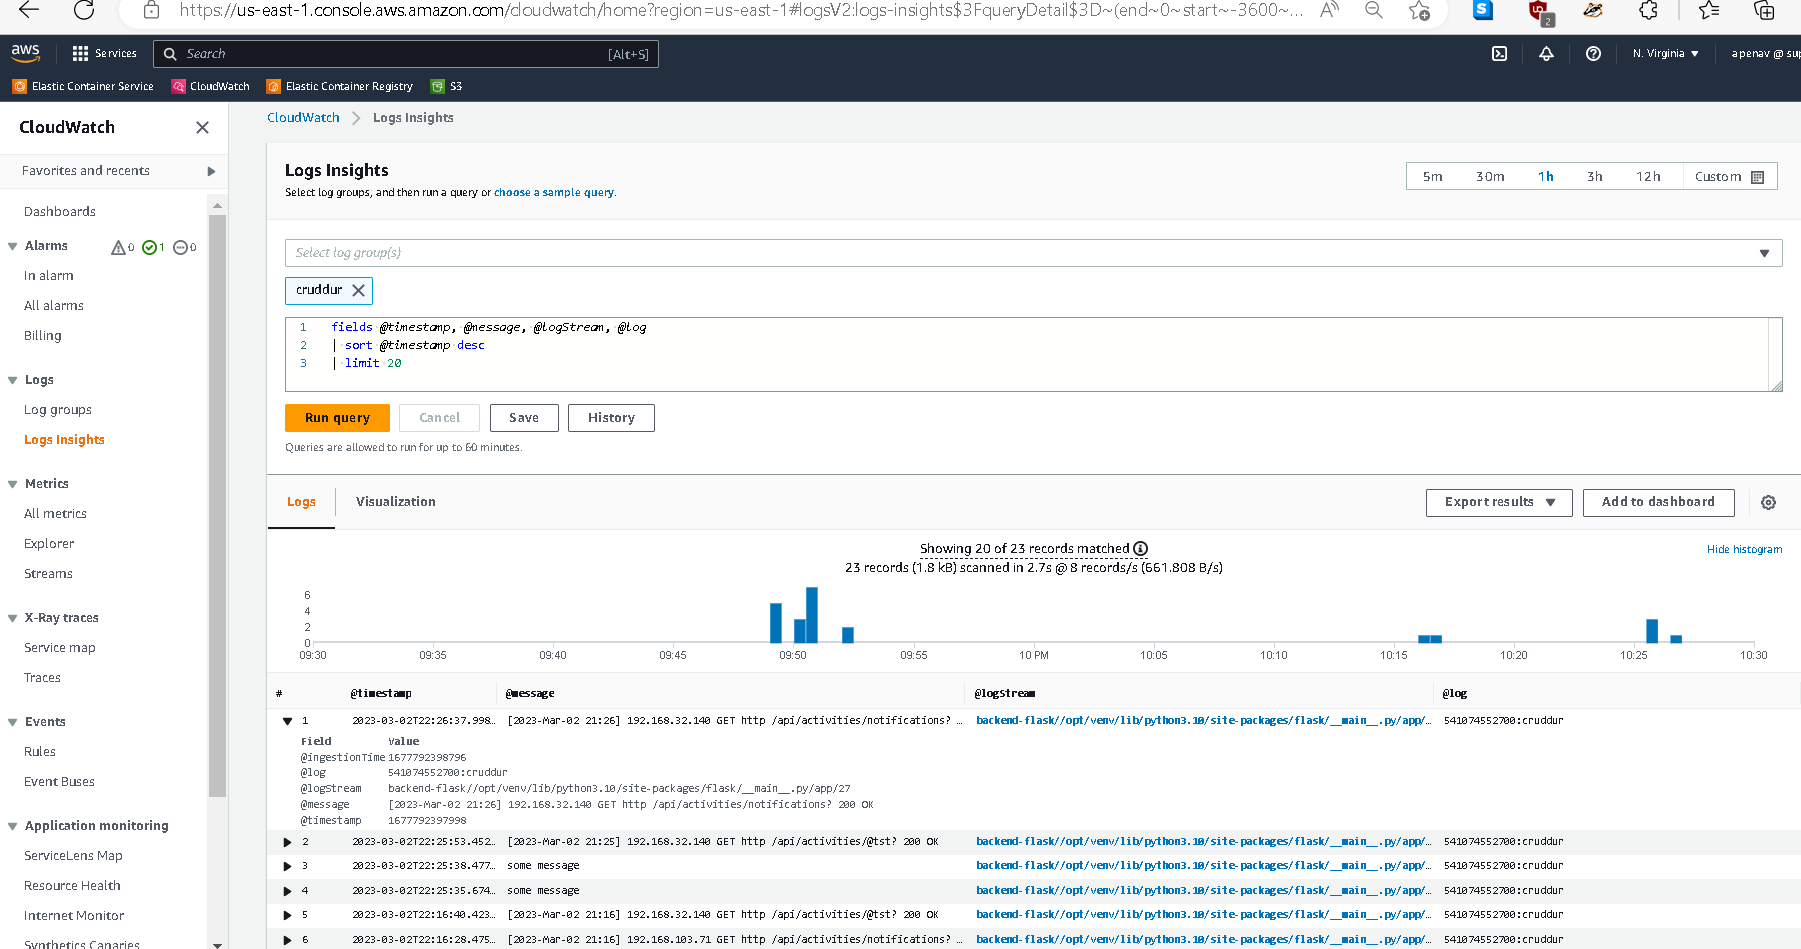 https://us-east-1.console.aws.amazon.com/cloudwatch/home?region=us-east-1#logsV2:logs-insights$3FqueryDetail$3D~(end~0~start~-3600~...
A
S
2
aws
Services
Search [Alt+S]
N. Virginia ▼
apenav @ sup
Elastic Container Service
CloudWatch
Elastic Container Registry
S3
CloudWatch
Favorites and recents
Dashboards
Alarms 0 1 0
In alarm
All alarms
Billing
Logs
Log groups
Logs Insights
Metrics
All metrics
Explorer
Streams
X-Ray traces
Service map
Traces
Events
Rules
Event Buses
Application monitoring
ServiceLens Map
Resource Health
Internet Monitor
Synthetics Canaries
CloudWatch > Logs Insights
Logs Insights
Select log groups, and then run a query or choose a sample query.
5m 30m 1h 3h 12h Custom
Select log group(s)
cruddur
1 fields @timestamp, @message, @logStream, @log
2 | sort @timestamp desc
3 | limit 20
Run query Cancel Save History
Queries are allowed to run for up to 60 minutes.
Logs Visualization
Export results ▼ Add to dashboard
Showing 20 of 23 records matched
Hide histogram
23 records (1.8 kB) scanned in 2.7s @ 8 records/s (661.808 B/s)
6
4
2
0
09:30 09:35 09:40 09:45 09:50 09:55 10 PM 10:05 10:10 10:15 10:20 10:25 10:30
# @timestamp @message @logStream @log
1 2023-03-02T22:26:37.998… [2023-Mar-02 21:26] 192.168.32.140 GET http /api/activities/notifications? … backend-flask//opt/venv/lib/python3.10/site-packages/flask/__main__.py/app/… 541074552700:cruddur
Field Value
@ingestionTime 1677792398796
@log 541074552700:cruddur
@logStream backend-flask//opt/venv/lib/python3.10/site-packages/flask/__main__.py/app/27
@message [2023-Mar-02 21:26] 192.168.32.140 GET http /api/activities/notifications? 200 OK
@timestamp 1677792397998
2 2023-03-02T22:25:53.452… [2023-Mar-02 21:25] 192.168.32.140 GET http /api/activities/@tst? 200 OK backend-flask//opt/venv/lib/python3.10/site-packages/flask/__main__.py/app/… 541074552700:cruddur
3 2023-03-02T22:25:38.477… some message backend-flask//opt/venv/lib/python3.10/site-packages/flask/__main__.py/app/… 541074552700:cruddur
4 2023-03-02T22:25:35.674… some message backend-flask//opt/venv/lib/python3.10/site-packages/flask/__main__.py/app/… 541074552700:cruddur
5 2023-03-02T22:16:40.423… [2023-Mar-02 21:16] 192.168.32.140 GET http /api/activities/@tst? 200 OK backend-flask//opt/venv/lib/python3.10/site-packages/flask/__main__.py/app/… 541074552700:cruddur
6 2023-03-02T22:16:28.475… [2023-Mar-02 21:16] 192.168.103.71 GET http /api/activities/notifications? … backend-flask//opt/venv/lib/python3.10/site-packages/flask/__main__.py/app/… 541074552700:cruddur